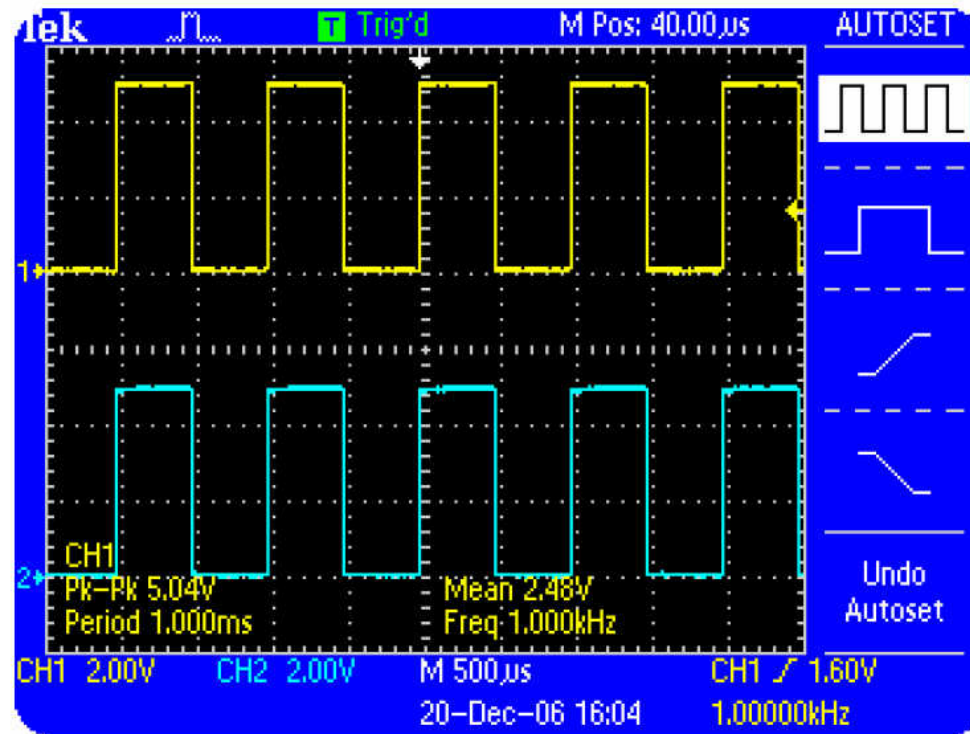 Tek T Trig'd M Pos: 40.00µs AUTOSET
1
2
CH1
Pk-Pk 5.04V Mean 2.48V
Period 1.000ms Freq 1.000kHz
Undo
Autoset
CH1 2.00V CH2 2.00V M 500µs CH1 1.60V
20-Dec-06 16:04 1.00000kHz